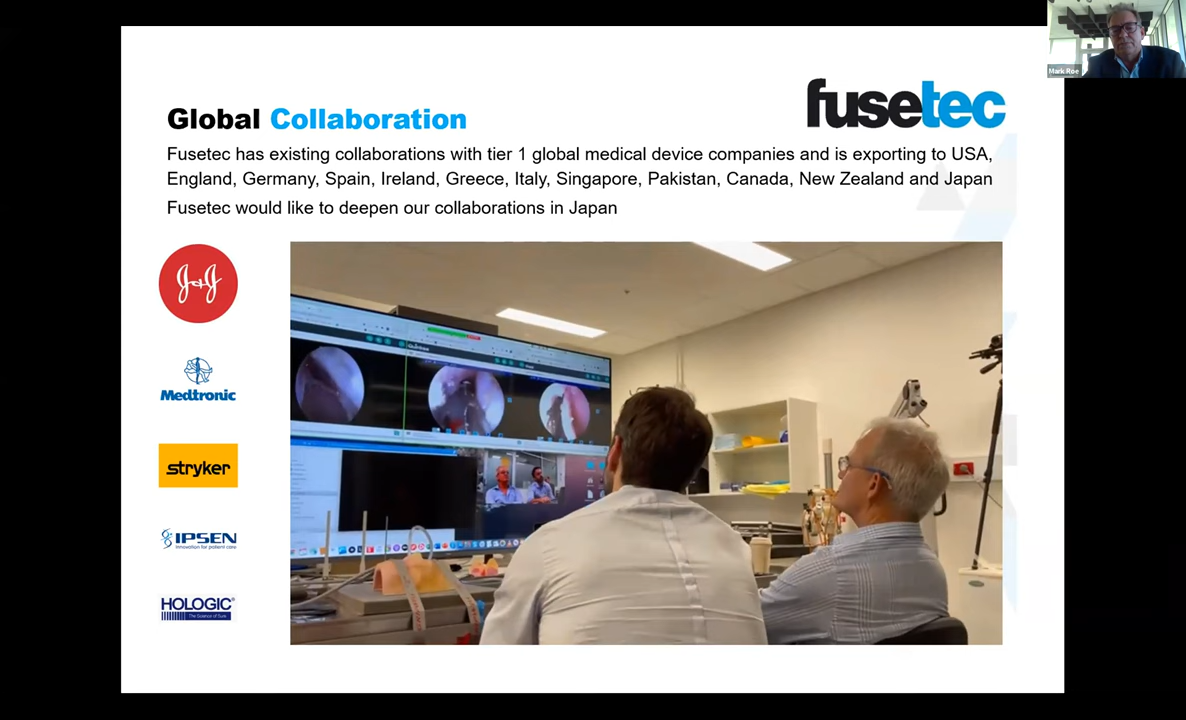 Mark Roe
fusetec
Global Collaboration
Fusetec has existing collaborations with tier 1 global medical device companies and is exporting to USA,
England, Germany, Spain, Ireland, Greece, Italy, Singapore, Pakistan, Canada, New Zealand and Japan
Fusetec would like to deepen our collaborations in Japan
J&J
Medtronic
stryker
IPSEN
Innovation for patient care
HOLOGIC®
The Science of Sure